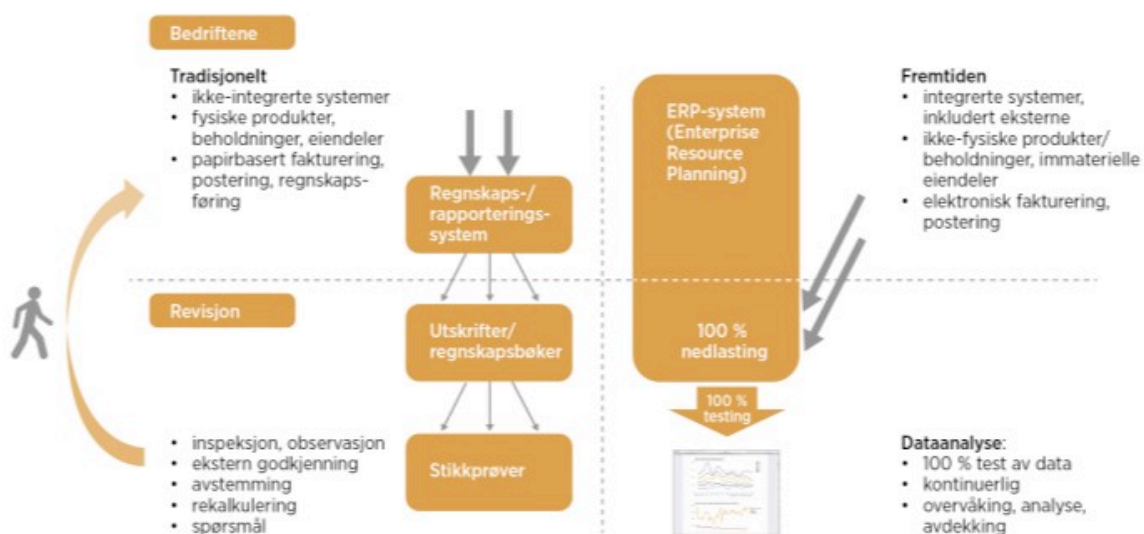 Bedriftene
Tradisjonelt
• ikke-integrerte systemer
• fysiske produkter,
beholdninger, eiendeler
• papirbasert fakturering,
postering, regnskaps-
føring
Regnskaps-/
rapporterings-
system
ERP-system
(Enterprise
Resource
Planning)
Fremtiden
• integrerte systemer,
inkludert eksterne
• ikke-fysiske produkter/
beholdninger, immaterielle
eiendeler
• elektronisk fakturering,
postering
Revisjon
Utskrifter/
regnskapsbøker
100 %
nedlasting
100 %
testing
• inspeksjon, observasjon
• ekstern godkjenning
• avstemming
• rekalkulering
• spørsmål
Stikkprøver
Dataanalyse:
• 100 % test av data
• kontinuerlig
• overvåking, analyse,
avdekking